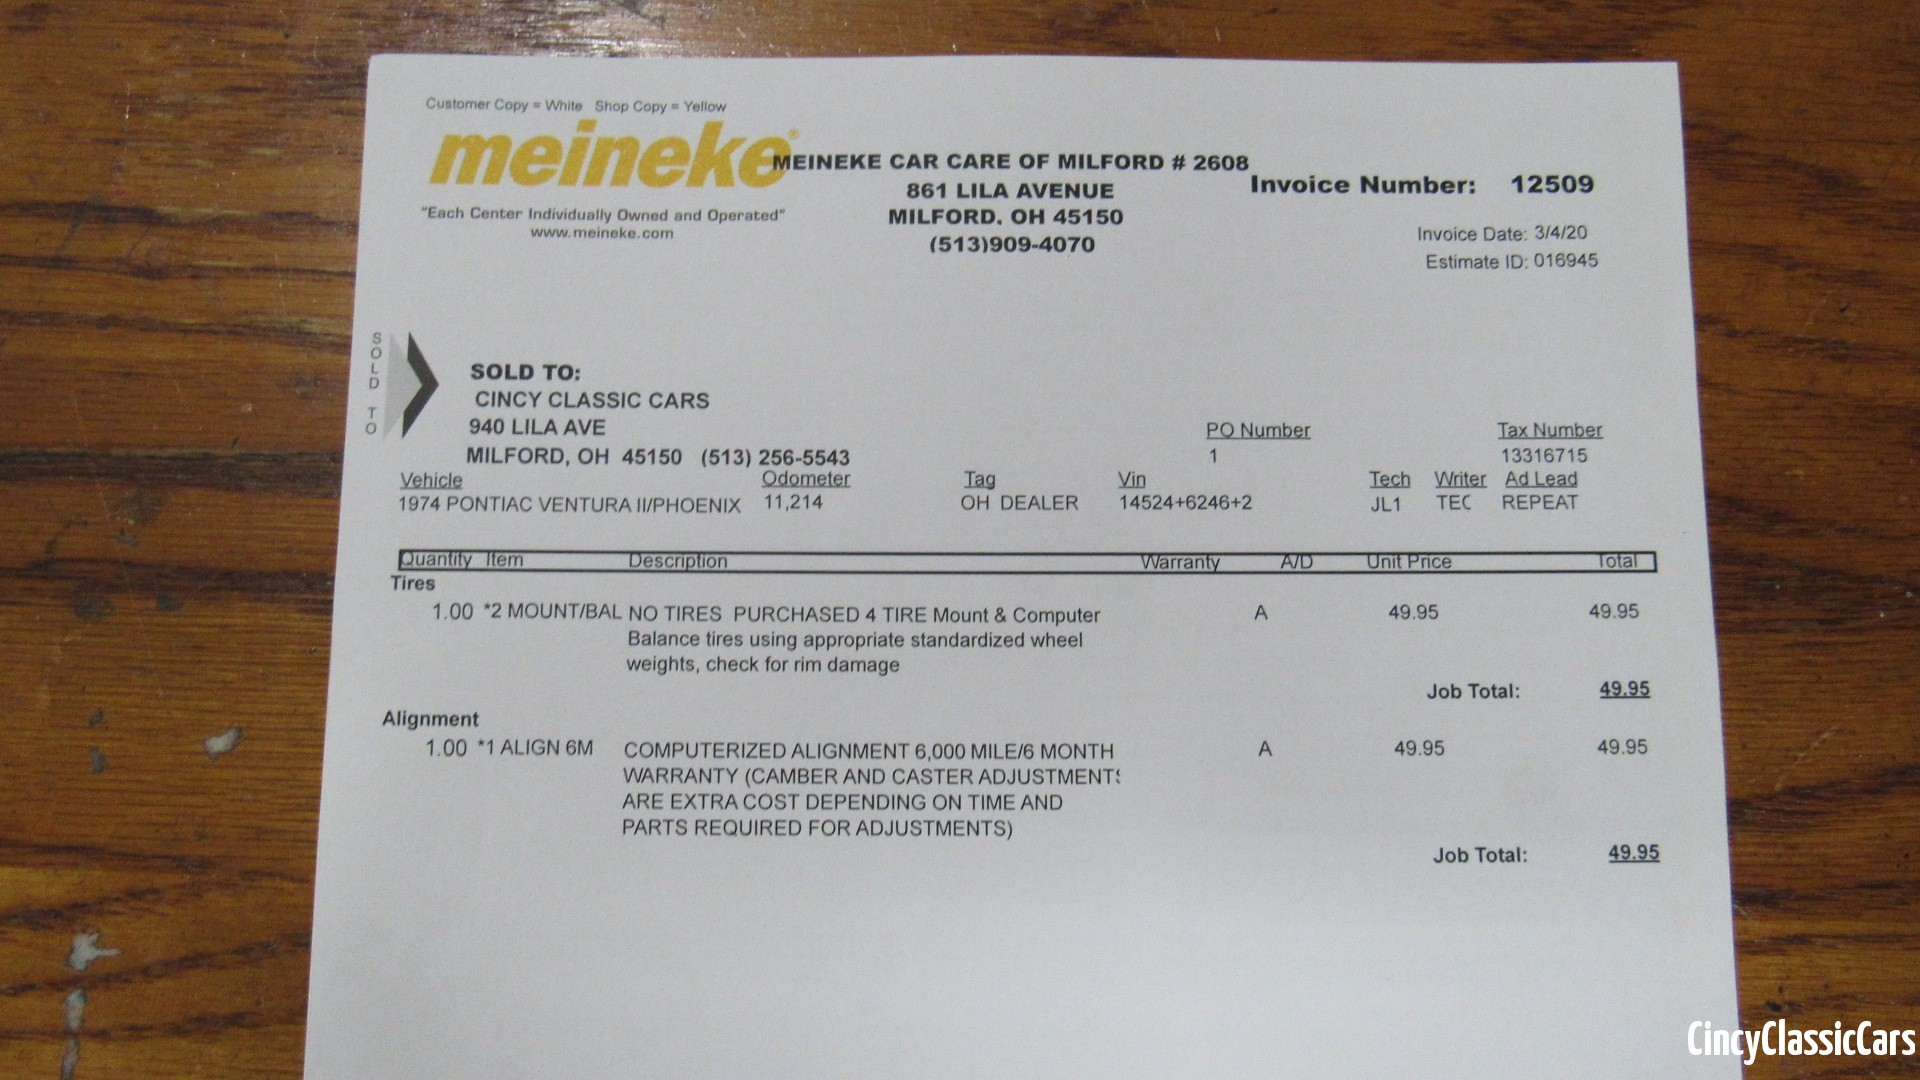 Customer Copy = White Shop Copy = Yellow
meineke®
MEINEKE CAR CARE OF MILFORD # 2608
861 LILA AVENUE
MILFORD, OH 45150
(513)909-4070
"Each Center Individually Owned and Operated"
www.meineke.com
Invoice Number: 12509
Invoice Date: 3/4/20
Estimate ID: 016945
SOLD TO
SOLD TO:
CINCY CLASSIC CARS
940 LILA AVE
MILFORD, OH 45150 (513) 256-5543
PO Number Tax Number
1 13316715
Vehicle Odometer Tag Vin Tech Writer Ad Lead
1974 PONTIAC VENTURA II/PHOENIX 11,214 OH DEALER 14524+6246+2 JL1 TEC REPEAT
Quantity Item Description Warranty A/D Unit Price Total
Tires
1.00 *2 MOUNT/BAL NO TIRES PURCHASED 4 TIRE Mount & Computer A 49.95 49.95
Balance tires using appropriate standardized wheel
weights, check for rim damage
Job Total: 49.95
Alignment
1.00 *1 ALIGN 6M COMPUTERIZED ALIGNMENT 6,000 MILE/6 MONTH A 49.95 49.95
WARRANTY (CAMBER AND CASTER ADJUSTMENTS
ARE EXTRA COST DEPENDING ON TIME AND
PARTS REQUIRED FOR ADJUSTMENTS)
Job Total: 49.95
CincyClassicCars